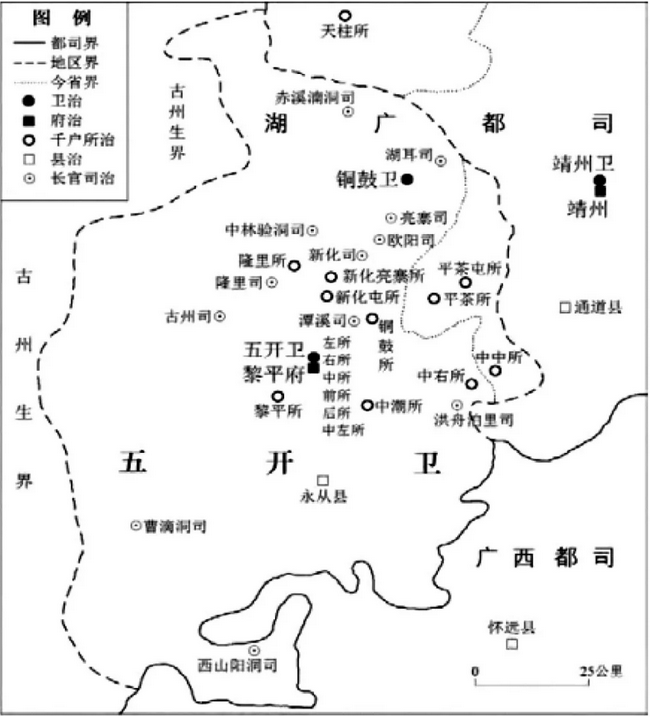 图 例
都司界
地区界
今省界
卫治
府治
千户所治
县治
长官司治
天柱所
古州生界
赤溪湳洞司
湖 广 都 司
湖耳司
铜鼓卫
靖州卫
靖州
亮寨司
中林验洞司
欧阳司
新化司
隆里所
新化亮寨所
平茶屯所
隆里司
新化屯所
平茶所
古州司
潭溪司
铜鼓所
通道县
古州生界
五开卫
黎平府
左所
右所
中所
前所
后所
中左所
中中所
中右所
黎平所
中潮所
洪舟泊里司
五 开 卫
永从县
曹滴洞司
广西都司
怀远县
西山阳洞司
0 25公里